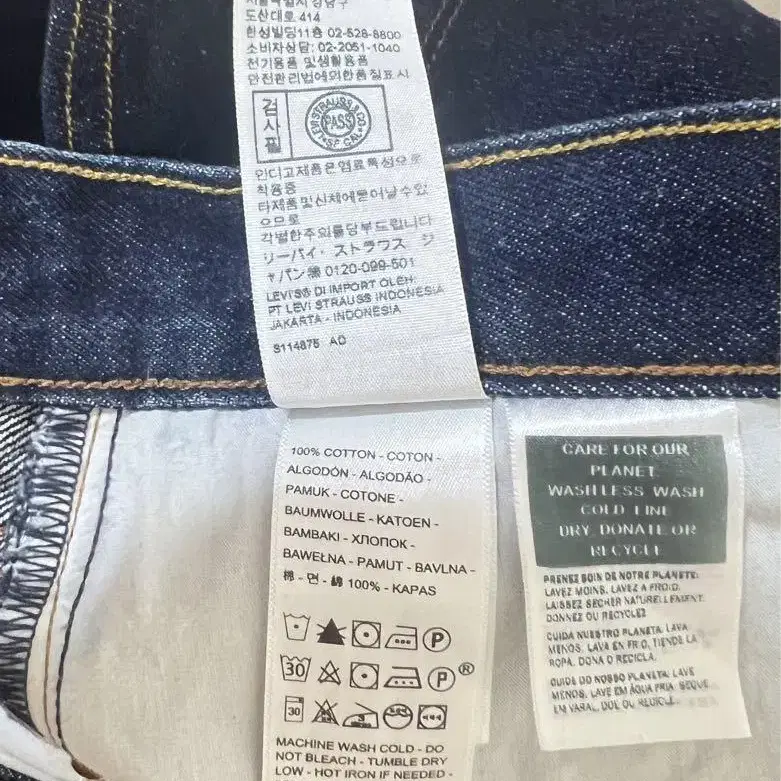 도산대로 414
한성빌딩11층 02-528-8800
소비자상담: 02-2051-1040
전기용품 및 생활용품
안전관리법에의한 품질표시
검사필
LEVI STRAUSS & CO
PASS
SF CAL
인디고제품은염료특성으로
착용중
타제품및신체에묻어날수있
으므로
각별한주의를당부드립니다
リーバイ・ストラウス ジ
ャパン㈱ 0120-099-501
LEVI'S® DI IMPORT OLEH:
PT LEVI STRAUSS INDONESIA
JAKARTA - INDONESIA
S114875 AD
100% COTTON - COTON -
ALGODÓN - ALGODÃO -
PAMUK - COTONE -
BAUMWOLLE - KATOEN -
BAMBAKI - ХЛОПОК -
BAWEŁNA - PAMUT - BAVLNA -
棉 - 면 - 綿 100% - KAPAS
P
30 P ®
30
MACHINE WASH COLD - DO
NOT BLEACH - TUMBLE DRY
LOW - HOT IRON IF NEEDED -
CARE FOR OUR
PLANET
WASH LESS WASH
COLD LINE
DRY, DONATE OR
RECYCLE
PRENEZ SOIN DE NOTRE PLANÈTE:
LAVEZ MOINS, LAVEZ A FROID,
LAISSEZ SECHER NATURELLEMENT,
DONNEZ OU RECYCLEZ
CUIDA NUESTRO PLANETA: LAVA
MENOS, LAVA EN FRIO, TIENDE LA
ROPA, DONA O RECICLA.
CUIDE DO NOSSO PLANETA: LAVE
MENOS, LAVE EM ÁGUA FRIA, SEQUE
EM VARAL, DOE OU RECICLE